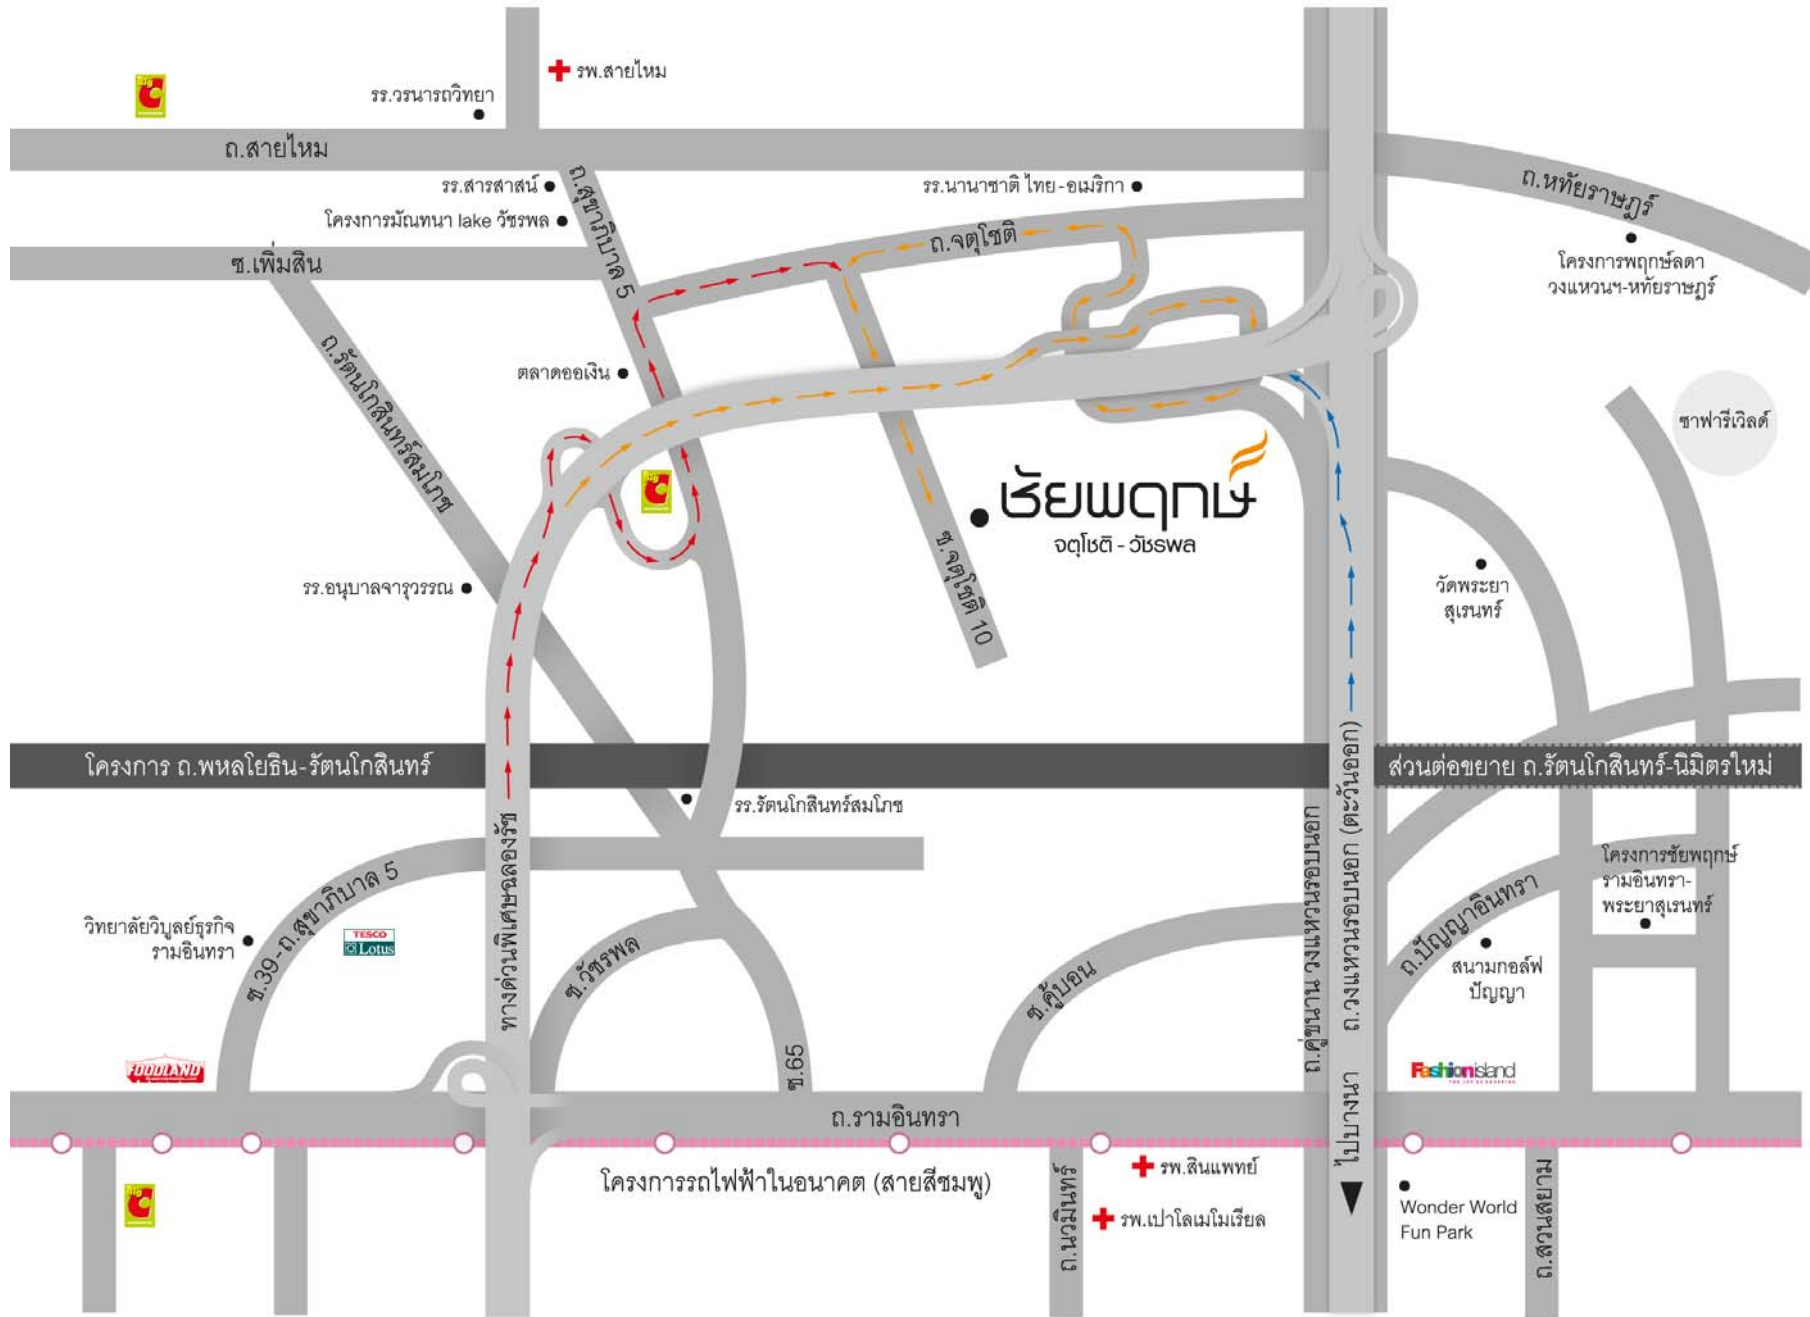 รพ.สายไหม
big
C
รร.วรนารถวิทยา
ถ.สายไหม
รร.สารสาสน์
โครงการมัณทนา lake วัชรพล
ถ.สุขาภิบาล 5
รร.นานาชาติ ไทย-อเมริกา
ถ.หทัยราษฎร์
ถ.จตุโชติ
ซ.เพิ่มสิน
โครงการพฤกษ์ลดา
วงแหวนฯ-หทัยราษฎร์
ถ.รัตนโกสินทร์สมโภช
ตลาดออเงิน
ซาฟารีเวิลด์
big
C
ชัยพฤกษ์
จตุโชติ - วัชรพล
ซ.จตุโชติ 10
รร.อนุบาลจารุวรรณ
วัดพระยา
สุเรนทร์
โครงการ ถ.พหลโยธิน-รัตนโกสินทร์
ส่วนต่อขยาย ถ.รัตนโกสินทร์-นิมิตรใหม่
รร.รัตนโกสินทร์สมโภช
ทางด่วนพิเศษฉลองรัช
ถ.คู่ขนาน วงแหวนรอบนอก
ถ.วงแหวนรอบนอก (ตะวันออก)
ไปบางนา
ซ.39-ถ.สุขาภิบาล 5
วิทยาลัยวิบูลย์ธุรกิจ
รามอินทรา
TESCO
Lotus
ซ.วัชรพล
ซ.65
ซ.คู้บอน
ถ.ปัญญาอินทรา
โครงการชัยพฤกษ์
รามอินทรา-
พระยาสุเรนทร์
สนามกอล์ฟ
ปัญญา
FOODLAND
Fashionisland
THE JOY OF SHOPPING
ถ.รามอินทรา
โครงการรถไฟฟ้าในอนาคต (สายสีชมพู)
big
C
ถ.นวมินทร์
รพ.สินแพทย์
รพ.เปาโลเมโมเรียล
Wonder World
Fun Park
ถ.สวนสยาม